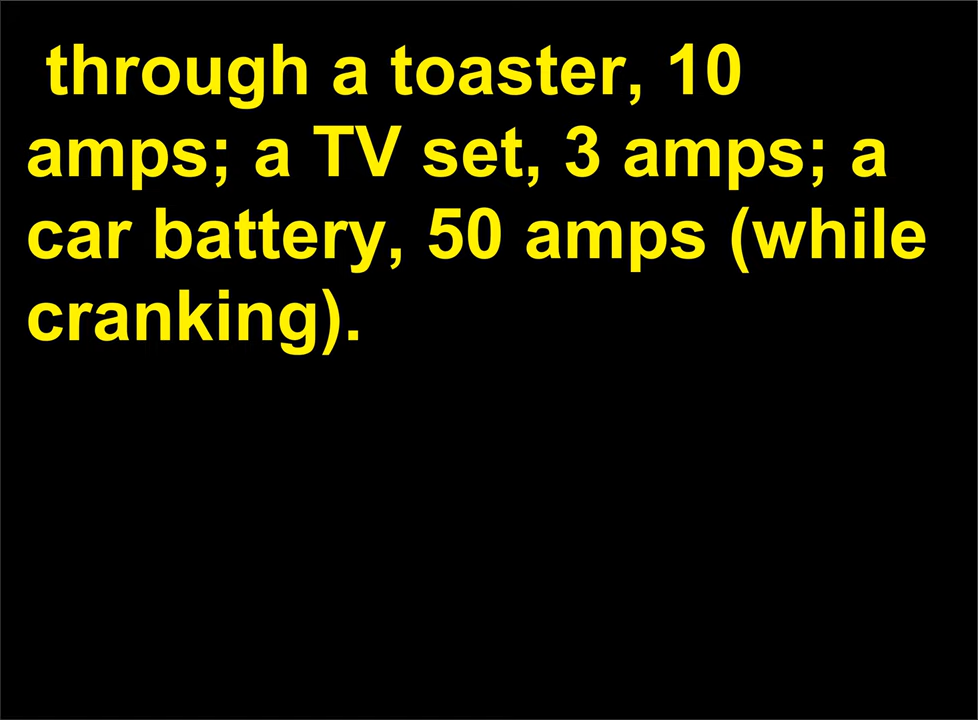 through a toaster, 10
amps; a TV set, 3 amps; a
car battery, 50 amps (while
cranking).